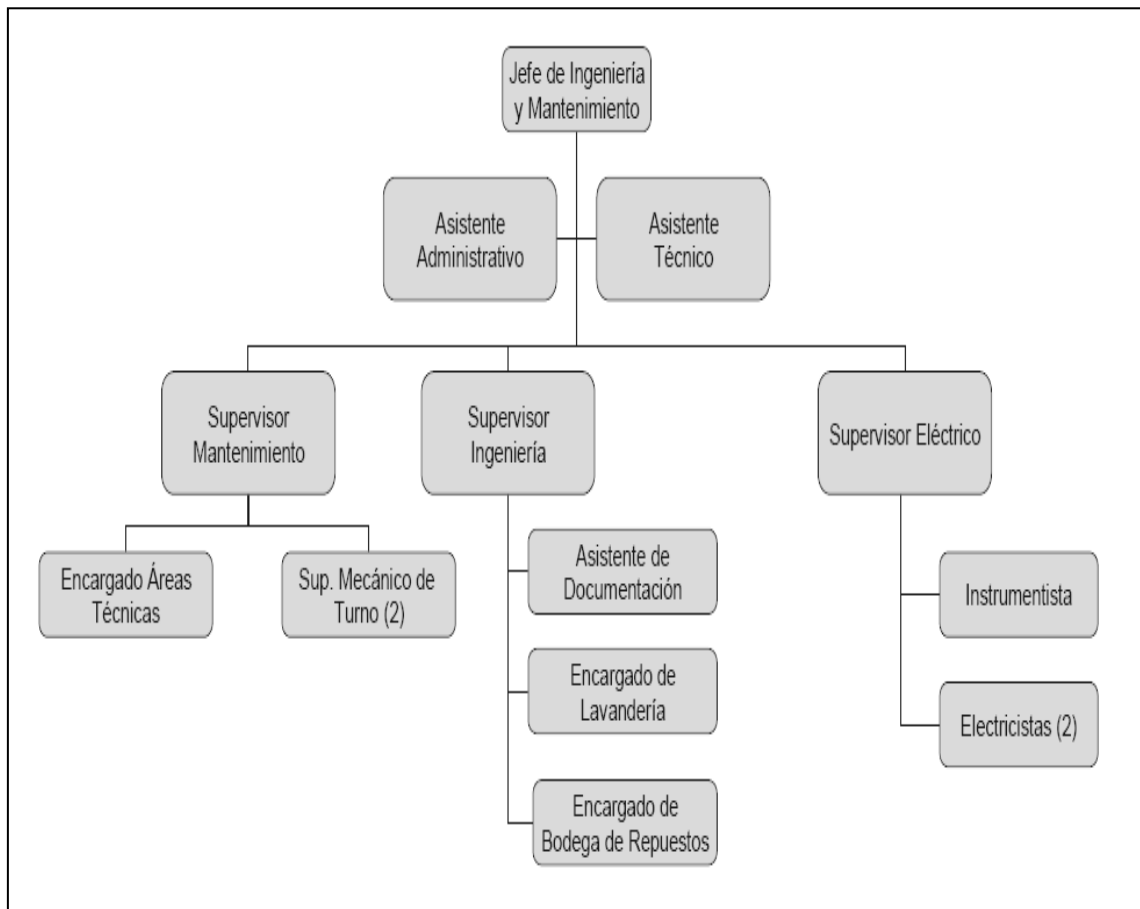 Jefe de Ingeniería
y Mantenimiento
Asistente
Administrativo
Asistente
Técnico
Supervisor
Mantenimiento
Supervisor
Ingeniería
Supervisor Eléctrico
Encargado Áreas
Técnicas
Sup. Mecánico de
Turno (2)
Asistente de
Documentación
Encargado de
Lavandería
Encargado de
Bodega de Repuestos
Instrumentista
Electricistas (2)